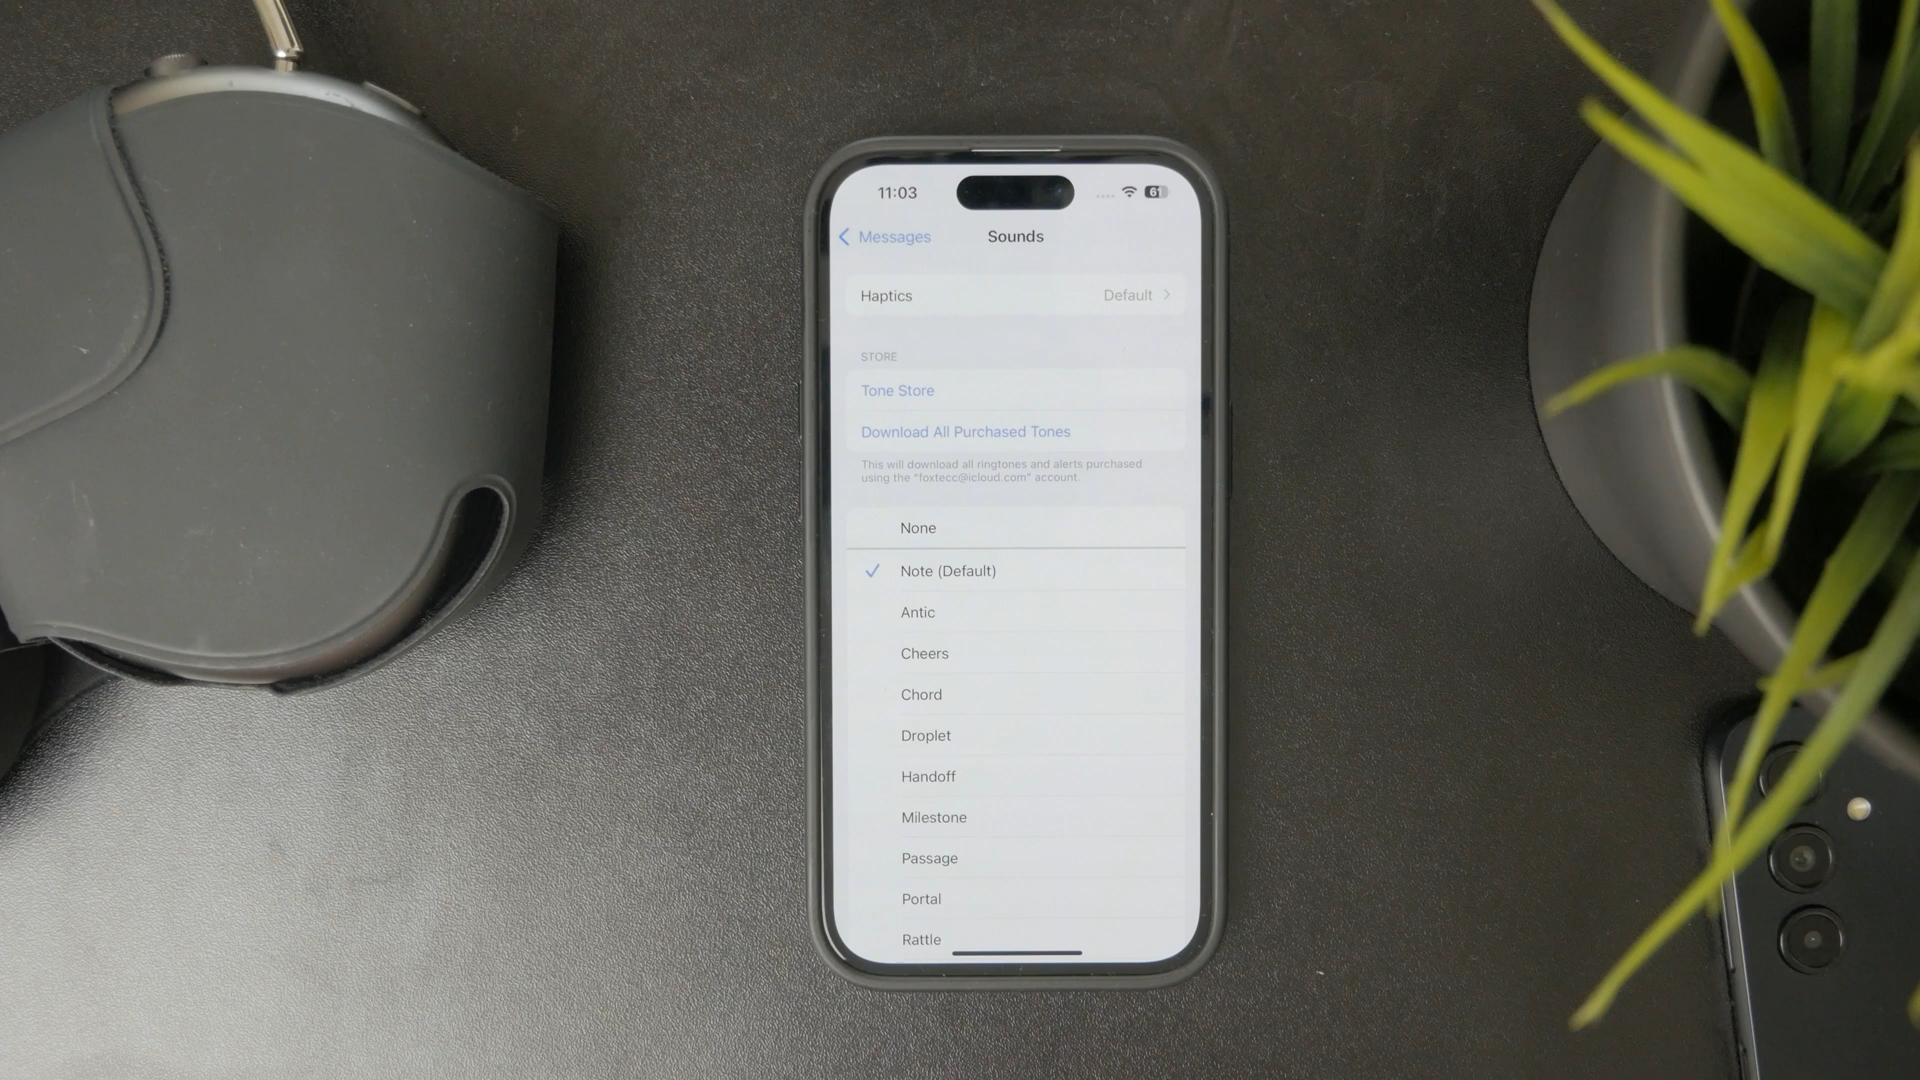 11:03
61
Messages
Sounds
Haptics
Default
STORE
Tone Store
Download All Purchased Tones
This will download all ringtones and alerts purchased
using the "foxtecc@icloud.com" account.
None
Note (Default)
Antic
Cheers
Chord
Droplet
Handoff
Milestone
Passage
Portal
Rattle